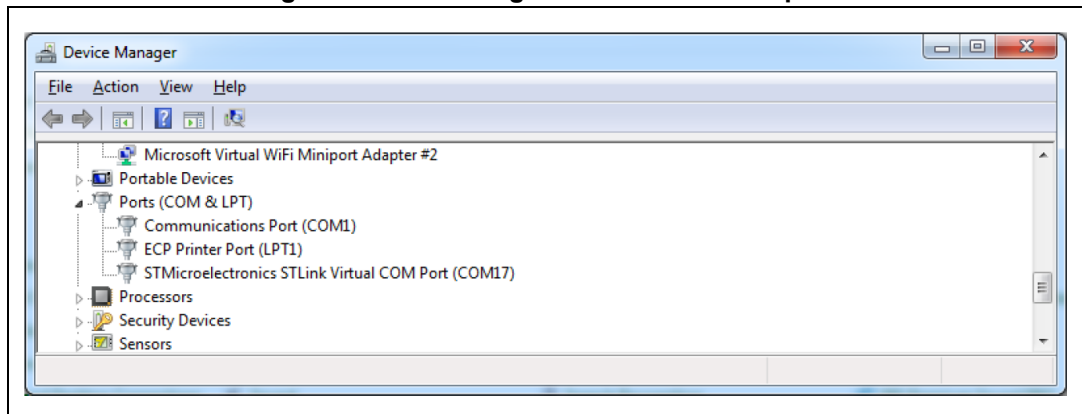 Device Manager
File Action View Help
Microsoft Virtual WiFi Miniport Adapter #2
Portable Devices
Ports (COM & LPT)
Communications Port (COM1)
ECP Printer Port (LPT1)
STMicroelectronics STLink Virtual COM Port (COM17)
Processors
Security Devices
Sensors